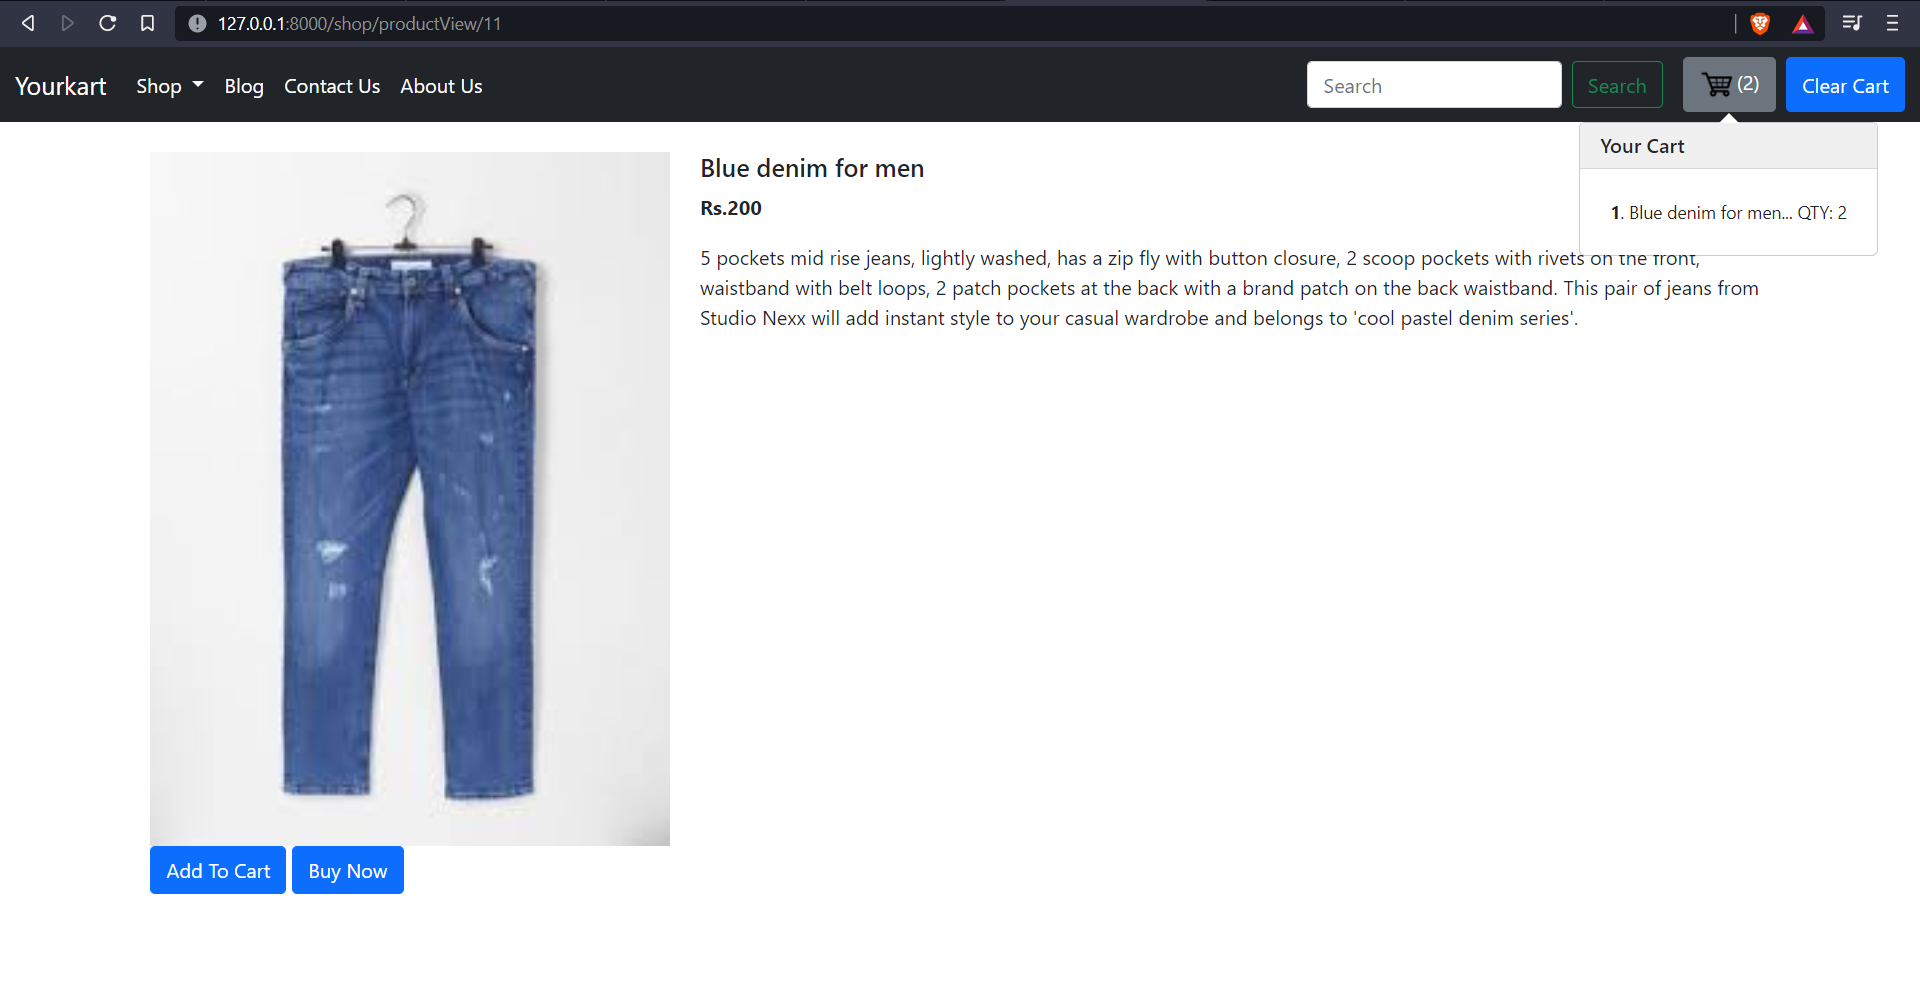 127.0.0.1:8000/shop/productView/11
Yourkart Shop Blog Contact Us About Us Search Search (2) Clear Cart
Your Cart
1. Blue denim for men... QTY: 2
Blue denim for men
Rs.200
5 pockets mid rise jeans, lightly washed, has a zip fly with button closure, 2 scoop pockets with rivets on the front,
waistband with belt loops, 2 patch pockets at the back with a brand patch on the back waistband. This pair of jeans from
Studio Nexx will add instant style to your casual wardrobe and belongs to 'cool pastel denim series'.
Add To Cart Buy Now